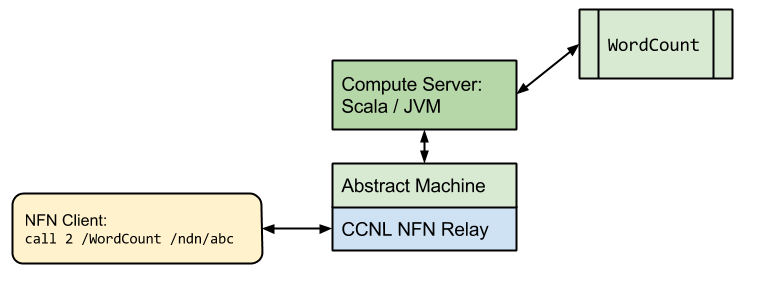 WordCount
Compute Server:
Scala / JVM
Abstract Machine
CCNL NFN Relay
NFN Client:
call 2 /WordCount /ndn/abc